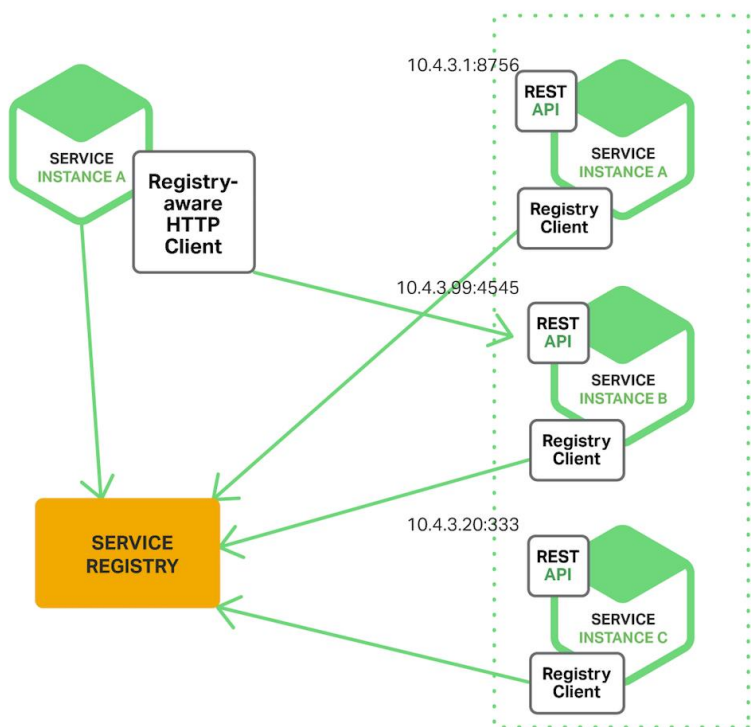 10.4.3.1:8756
REST
API
SERVICE
INSTANCE A
Registry
Client
SERVICE
INSTANCE A
Registry-
aware
HTTP
Client
10.4.3.99:4545
REST
API
SERVICE
INSTANCE B
Registry
Client
10.4.3.20:333
REST
API
SERVICE
INSTANCE C
Registry
Client
SERVICE
REGISTRY